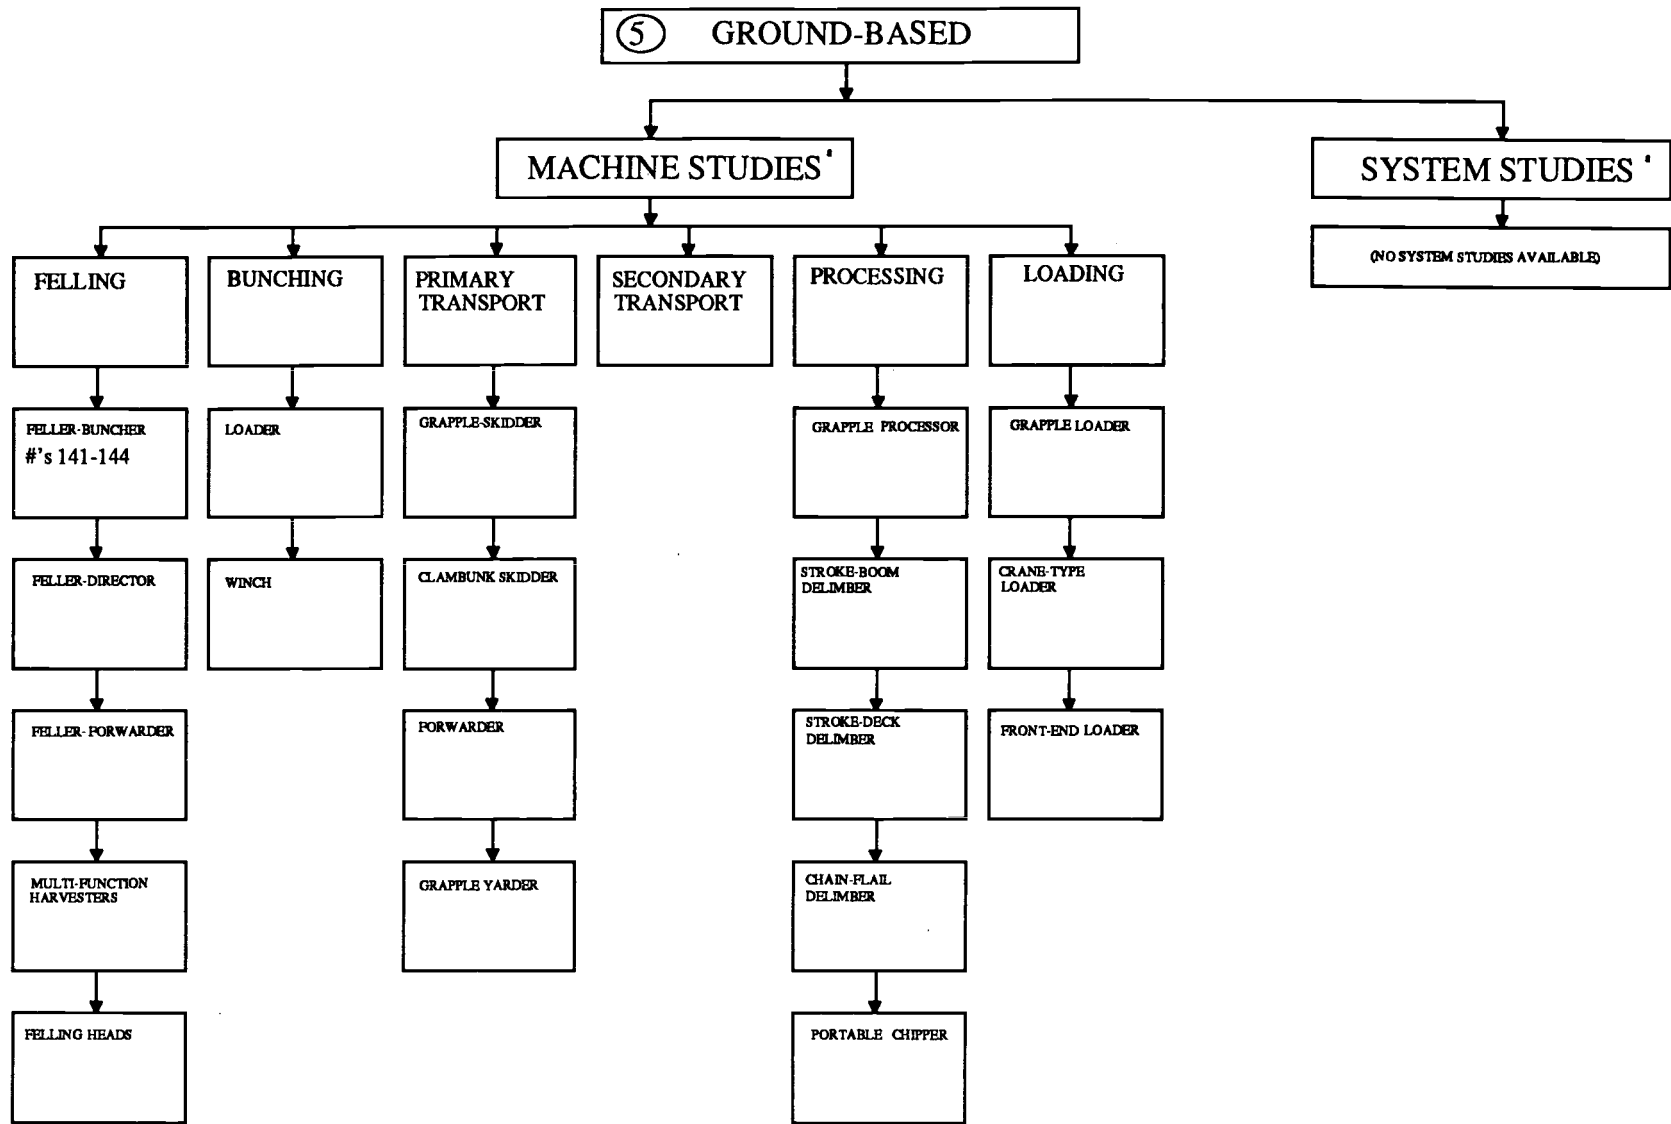 5 GROUND-BASED
MACHINE STUDIES a
SYSTEM STUDIES a
(NO SYSTEM STUDIES AVAILABLE)
FELLING
BUNCHING
PRIMARY
TRANSPORT
SECONDARY
TRANSPORT
PROCESSING
LOADING
FELLER-BUNCHER
#'s 141-144
LOADER
GRAPPLE-SKIDDER
GRAPPLE PROCESSOR
GRAPPLE LOADER
FELLER-DIRECTOR
WINCH
CLAMBUNK SKIDDER
STROKE-BOOM
DELIMBER
CRANE-TYPE
LOADER
FELLER-FORWARDER
FORWARDER
STROKE-DECK
DELIMBER
FRONT-END LOADER
MULTI-FUNCTION
HARVESTERS
GRAPPLE YARDER
CHAIN-FLAIL
DELIMBER
FELLING HEADS
PORTABLE CHIPPER